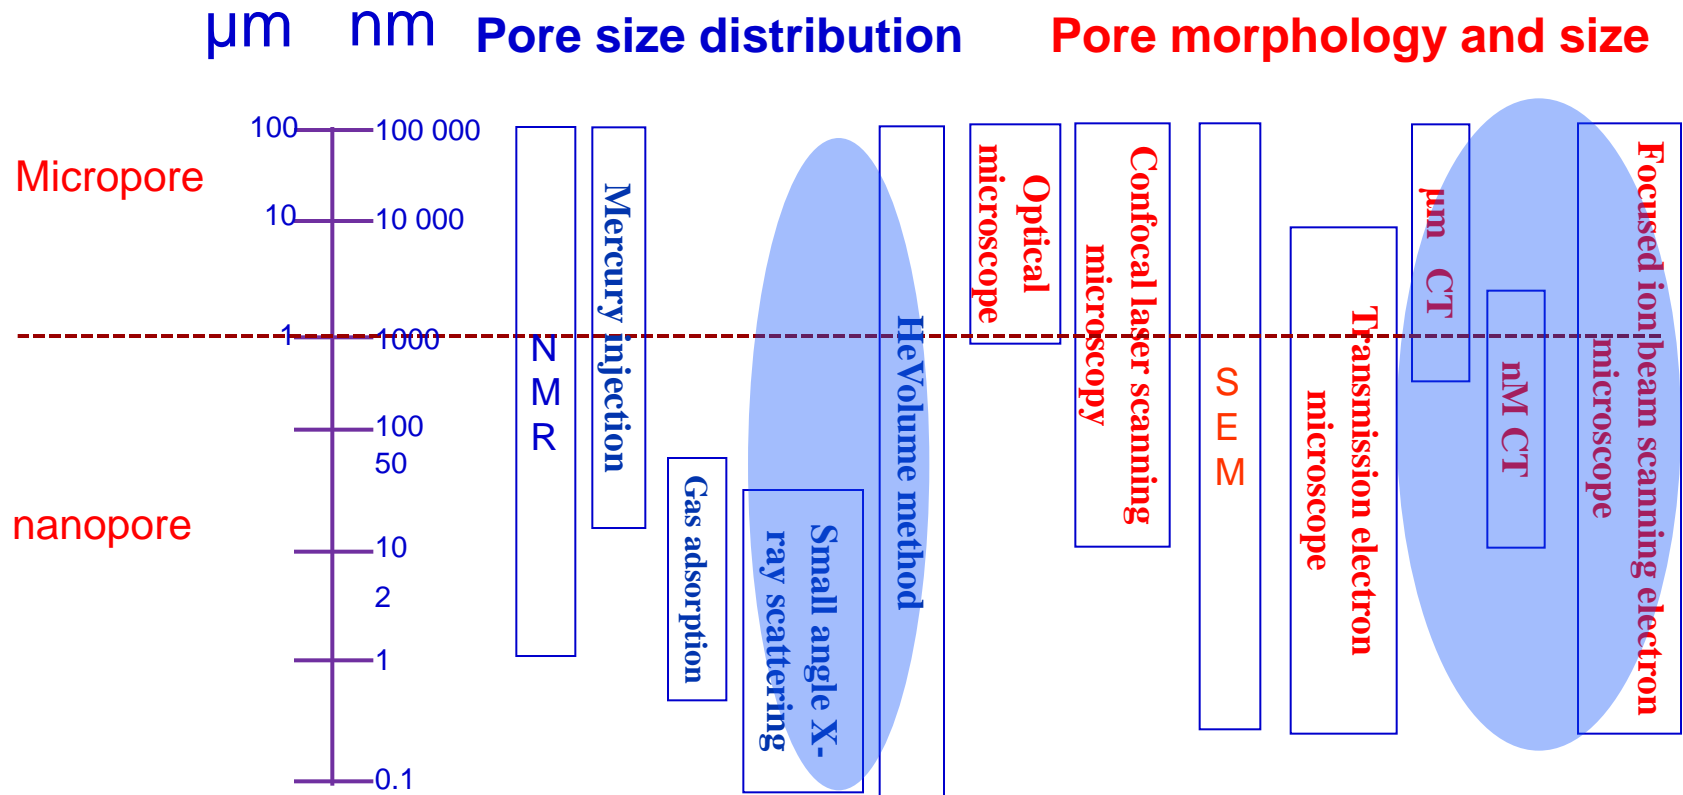 µm nm Pore size distribution Pore morphology and size
100 100 000
Micropore
10 10 000
1 1000
100
50
nanopore
10
2
1
0.1
N
M
R
Mercury injection
Gas adsorption
Small angle X-
ray scattering
HeVolume method
Optical
microscope
Confocal laser scanning
microscopy
S
E
M
Transmission electron
microscope
µm CT
nM CT
Focused ion beam scanning electron
microscope